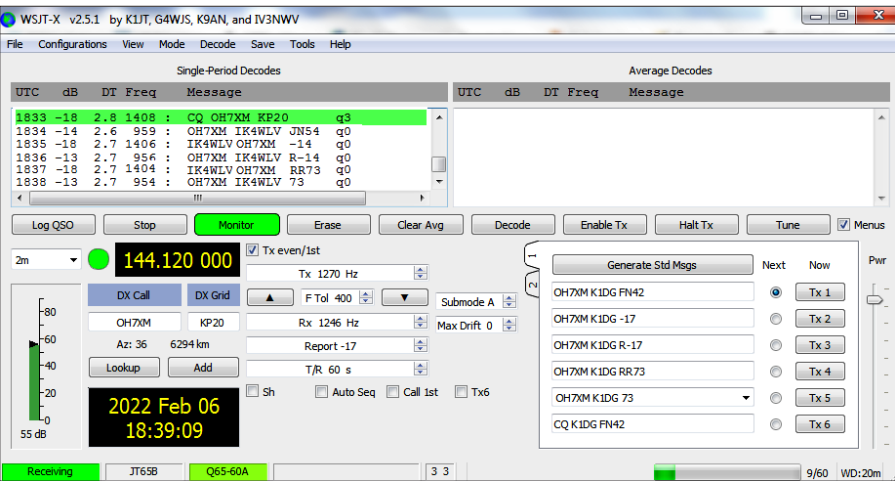 WSJT-X v2.5.1 by K1JT, G4WJS, K9AN, and IV3NWV
File Configurations View Mode Decode Save Tools Help
Single-Period Decodes
UTC dB DT Freq Message
1833 -18 2.8 1408 : CQ OH7XM KP20 q3
1834 -14 2.6 959 : OH7XM IK4WLV JN54 q0
1835 -18 2.7 1406 : IK4WLV OH7XM -14 q0
1836 -13 2.7 956 : OH7XM IK4WLV R-14 q0
1837 -18 2.7 1404 : IK4WLV OH7XM RR73 q0
1838 -13 2.7 954 : OH7XM IK4WLV 73 q0
Average Decodes
UTC dB DT Freq Message
Log QSO Stop Monitor Erase Clear Avg Decode Enable Tx Halt Tx Tune Menus
2m
144.120 000
-80
-60
-40
-20
-0
55 dB
DX Call DX Grid
OH7XM KP20
Az: 36 6294 km
Lookup Add
2022 Feb 06
18:39:09
Tx even/1st
Tx 1270 Hz
F Tol 400
Rx 1246 Hz
Report -17
T/R 60 s
Sh Auto Seq Call 1st Tx6
Submode A
Max Drift 0
1
2
Generate Std Msgs Next Now
OH7XM K1DG FN42 Tx 1
OH7XM K1DG -17 Tx 2
OH7XM K1DG R-17 Tx 3
OH7XM K1DG RR73 Tx 4
OH7XM K1DG 73 Tx 5
CQ K1DG FN42 Tx 6
Pwr
Receiving JT65B Q65-60A 3 3 9/60 WD:20m